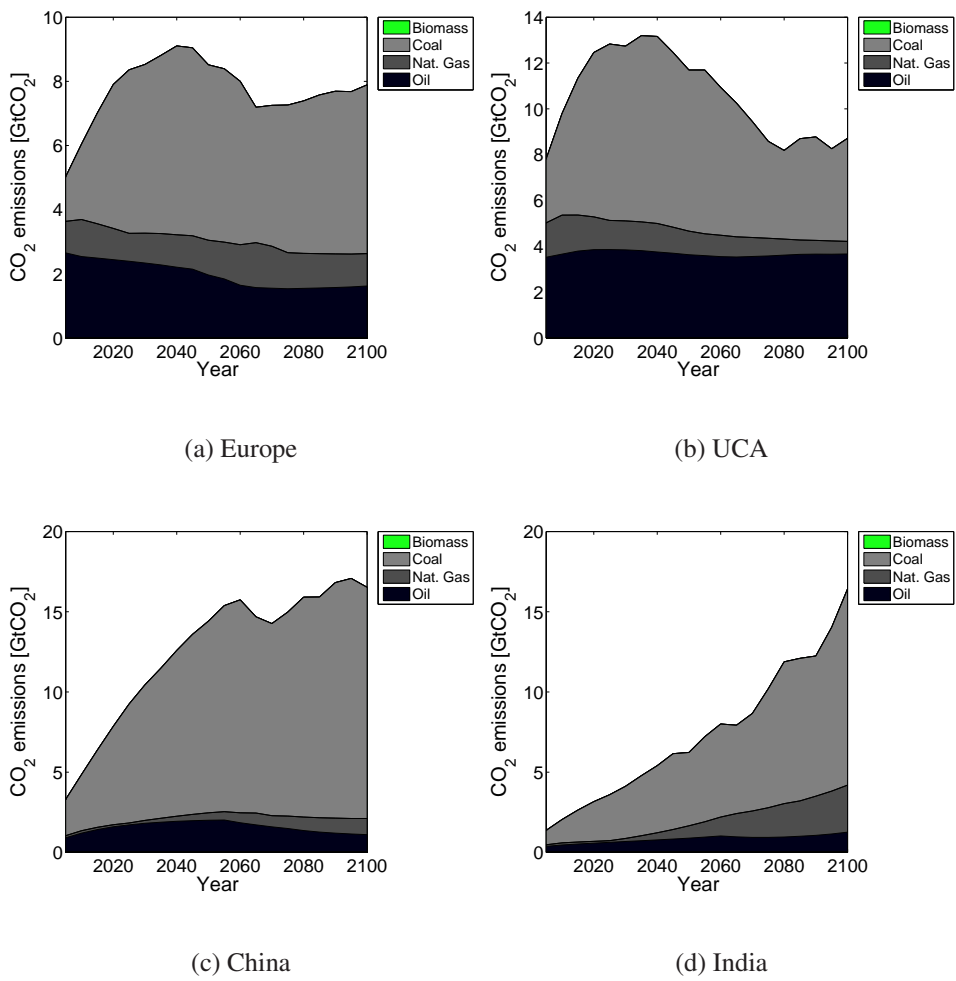 10
8
6
4
2
0
CO2 emissions [GtCO2]
2020 2040 2060 2080 2100
Year
Biomass
Coal
Nat. Gas
Oil
(a) Europe
14
12
10
8
6
4
2
0
CO2 emissions [GtCO2]
2020 2040 2060 2080 2100
Year
Biomass
Coal
Nat. Gas
Oil
(b) UCA
20
15
10
5
0
CO2 emissions [GtCO2]
2020 2040 2060 2080 2100
Year
Biomass
Coal
Nat. Gas
Oil
(c) China
20
15
10
5
0
CO2 emissions [GtCO2]
2020 2040 2060 2080 2100
Year
Biomass
Coal
Nat. Gas
Oil
(d) India